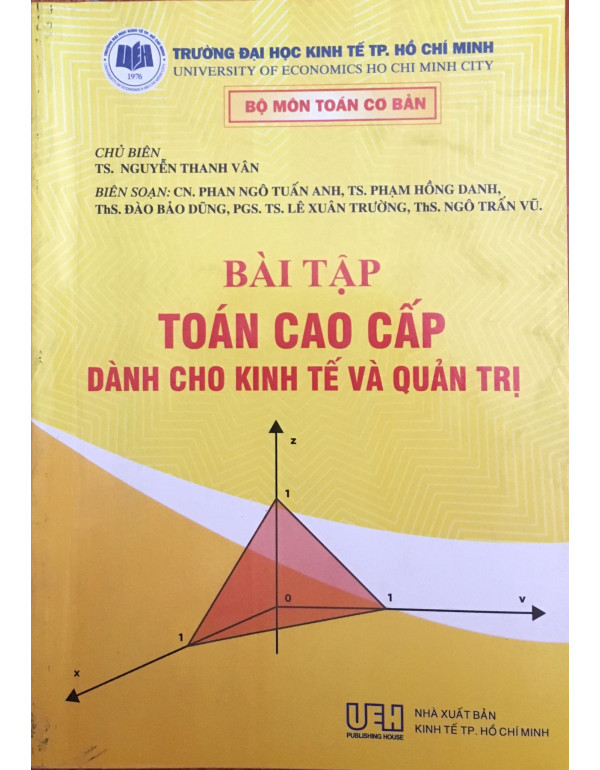 TRƯỜNG ĐẠI HỌC KINH TẾ TP. HỒ CHÍ MINH
UEH
1976
UNIVERSITY OF ECONOMICS HO CHI MINH CITY
BỘ MÔN TOÁN CƠ BẢN
CHỦ BIÊN
TS. NGUYỄN THANH VÂN
BIÊN SOẠN: CN. PHAN NGÔ TUẤN ANH, TS. PHẠM HỒNG DANH,
ThS. ĐÀO BẢO DŨNG, PGS. TS. LÊ XUÂN TRƯỜNG, ThS. NGÔ TRẤN VŨ.
BÀI TẬP
TOÁN CAO CẤP
DÀNH CHO KINH TẾ VÀ QUẢN TRỊ
z
1
0
1
v
1
x
UEH
PUBLISHING HOUSE
NHÀ XUẤT BẢN
KINH TẾ TP. HỒ CHÍ MINH